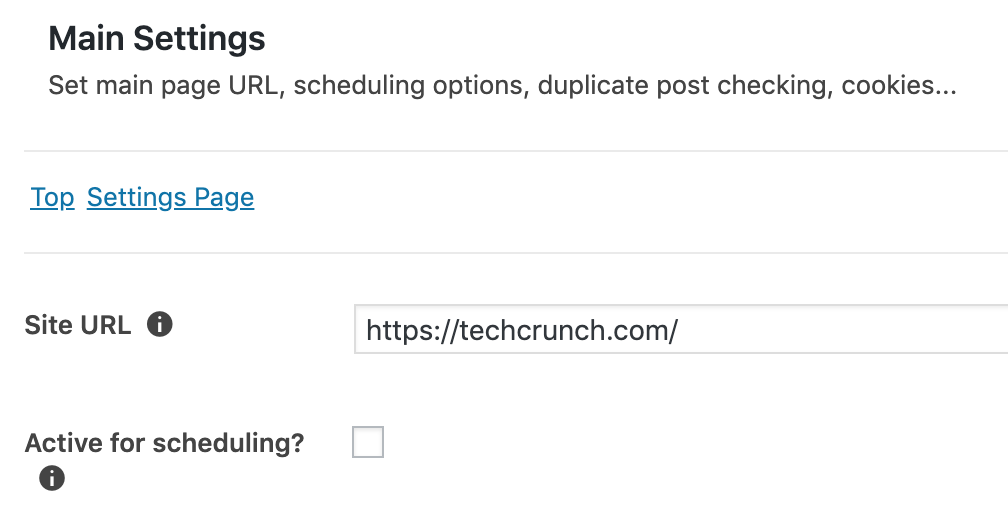 Main Settings
Set main page URL, scheduling options, duplicate post checking, cookies...
Top Settings Page
Site URL
https://techcrunch.com/
Active for scheduling?